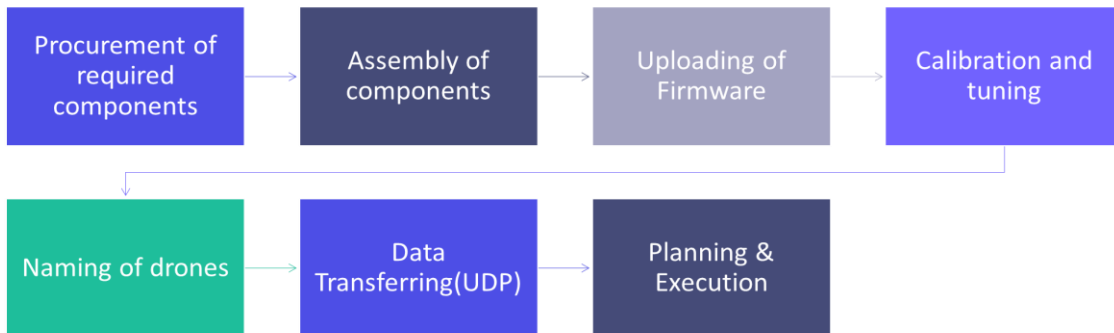 Procurement of
required
components
Assembly of
components
Uploading of
Firmware
Calibration and
tuning
Naming of drones
Data
Transferring(UDP)
Planning &
Execution